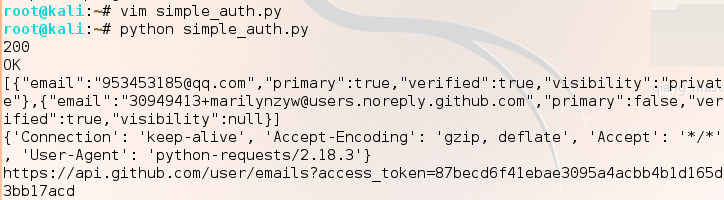 root@kali:~# vim simple_auth.py
root@kali:~# python simple_auth.py
200
OK
[{"email":"953453185@qq.com","primary":true,"verified":true,"visibility":"privat
e"},{"email":"30949413+marilynzyw@users.noreply.github.com","primary":false,"ver
ified":true,"visibility":null}]
{'Connection': 'keep-alive', 'Accept-Encoding': 'gzip, deflate', 'Accept': '*/*'
, 'User-Agent': 'python-requests/2.18.3'}
https://api.github.com/user/emails?access_token=87becd6f41ebae3095a4acbb4b1d165d
3bb17acd